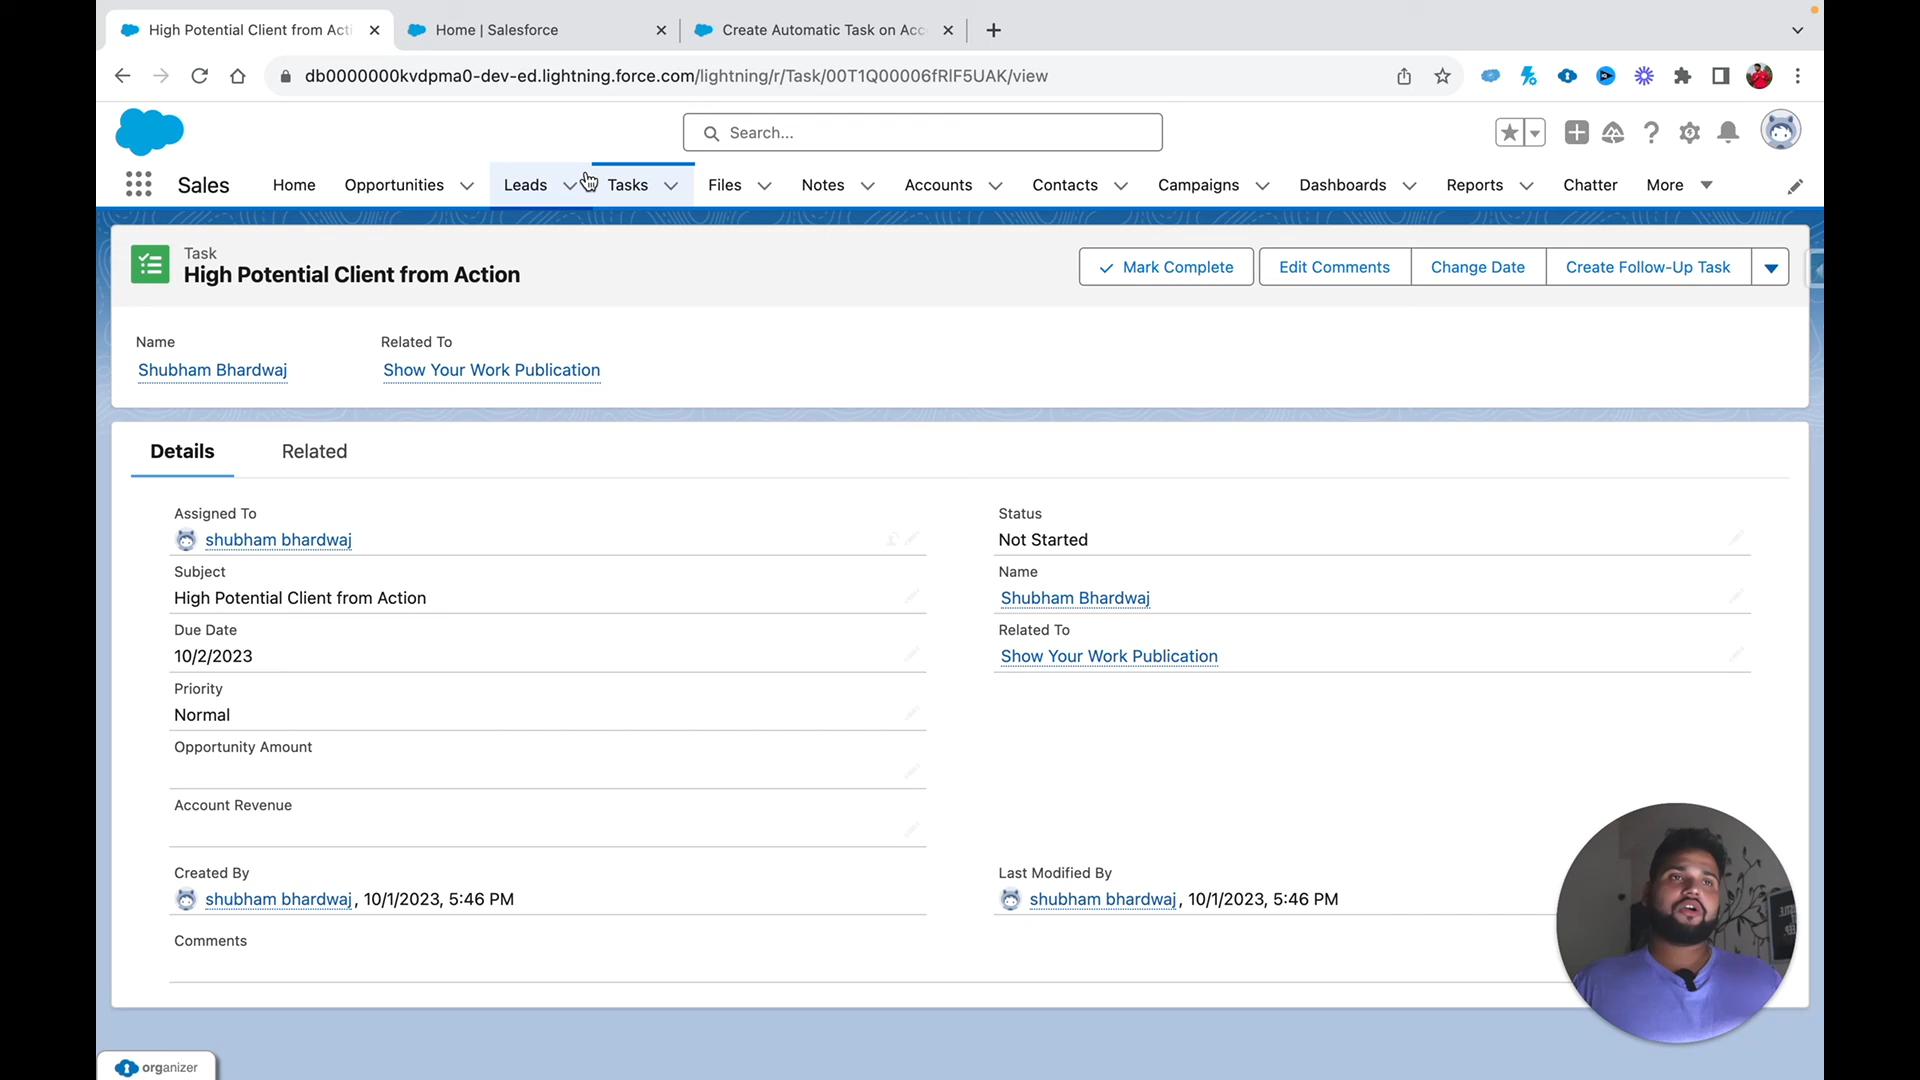 High Potential Client from Acti
Home | Salesforce
Create Automatic Task on Acc
db0000000kvdpma0-dev-ed.lightning.force.com/lightning/r/Task/00T1Q00006fRlF5UAK/view
Search...
Sales
Home
Opportunities
Leads
Tasks
Files
Notes
Accounts
Contacts
Campaigns
Dashboards
Reports
Chatter
More
Task
High Potential Client from Action
Mark Complete
Edit Comments
Change Date
Create Follow-Up Task
Name
Related To
Shubham Bhardwaj
Show Your Work Publication
Details
Related
Assigned To
shubham bhardwaj
Status
Not Started
Subject
High Potential Client from Action
Name
Shubham Bhardwaj
Due Date
10/2/2023
Related To
Show Your Work Publication
Priority
Normal
Opportunity Amount
Account Revenue
Created By
shubham bhardwaj, 10/1/2023, 5:46 PM
Last Modified By
shubham bhardwaj, 10/1/2023, 5:46 PM
Comments
organizer